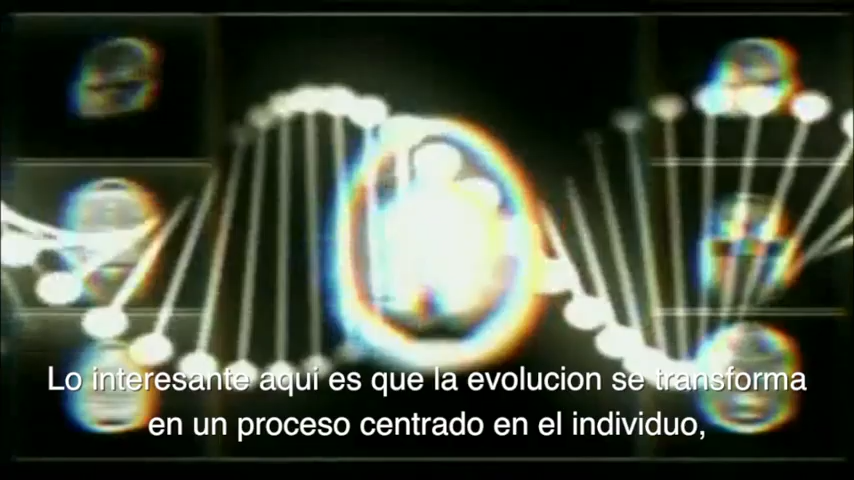 Lo interesante aqui es que la evolucion se transforma
en un proceso centrado en el individuo,